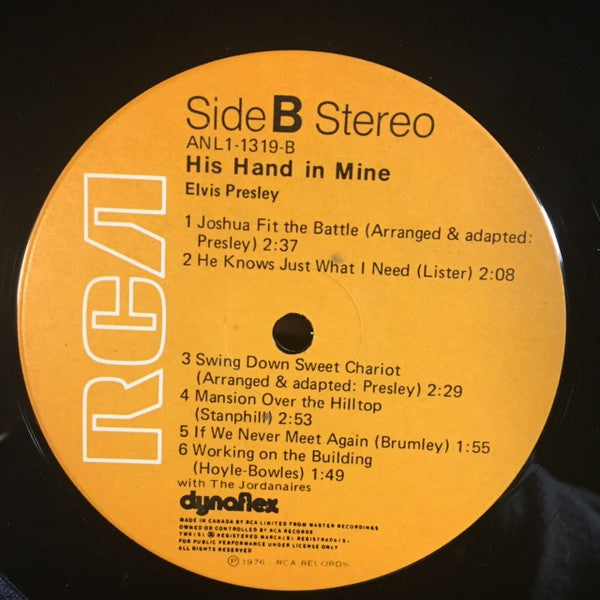 RCA
Side B Stereo
ANL1-1319-B
His Hand in Mine
Elvis Presley
1 Joshua Fit the Battle (Arranged & adapted:
Presley) 2:37
2 He Knows Just What I Need (Lister) 2:08
3 Swing Down Sweet Chariot
(Arranged & adapted: Presley) 2:29
4 Mansion Over the Hilltop
(Stanphill) 2:53
5 If We Never Meet Again (Brumley) 1:55
6 Working on the Building
(Hoyle-Bowles) 1:49
with The Jordanaires
dynaflex
MADE IN CANADA BY RCA LIMITED FROM MASTER RECORDINGS
OWNED OR CONTROLLED BY RCA RECORDS
TMK(S) ® REGISTERED MARCA(S) REGISTRADA(S).
FOR PUBLIC PERFORMANCE UNDER LICENSE ONLY
ALL RIGHTS RESERVED
℗ 1976, RCA RECORDS